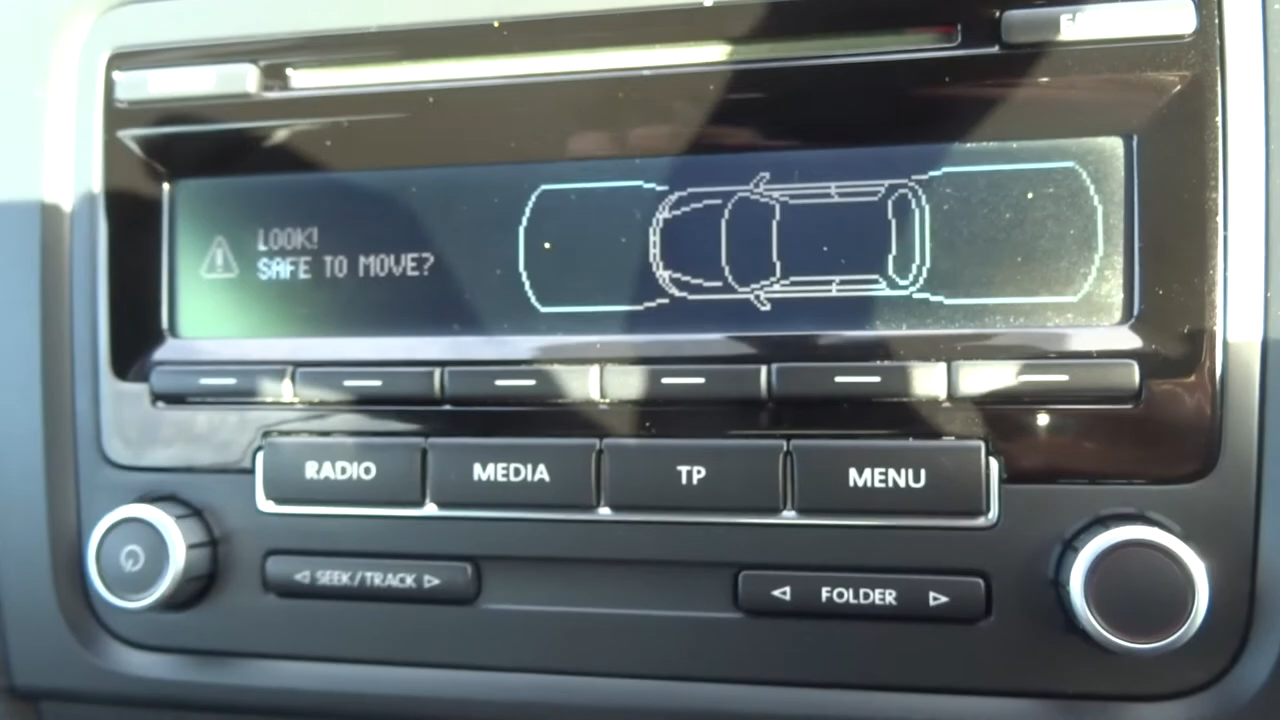 LOOK!
SAFE TO MOVE?
RADIO MEDIA TP MENU
◁ SEEK/TRACK ▷ ◁ FOLDER ▷